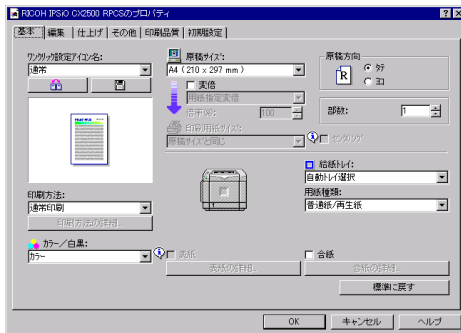 RICOH IPSiO CX2500 RPCSのプロパティ
基本 編集 仕上げ その他 印刷品質 初期設定
ワンクリック設定アイコン名:
通常
印刷方法:
通常印刷
印刷方法の詳細...
カラー/白黒:
カラー
原稿サイズ:
A4 (210 x 297 mm)
変倍
用紙指定変倍
倍率(%): 100
印刷用紙サイズ:
原稿サイズと同じ
原稿方向
R
タテ
ヨコ
部数: 1
センタリング
給紙トレイ:
自動トレイ選択
用紙種類:
普通紙/再生紙
表紙
表紙の詳細...
合紙
合紙の詳細...
標準に戻す
OK キャンセル ヘルプ